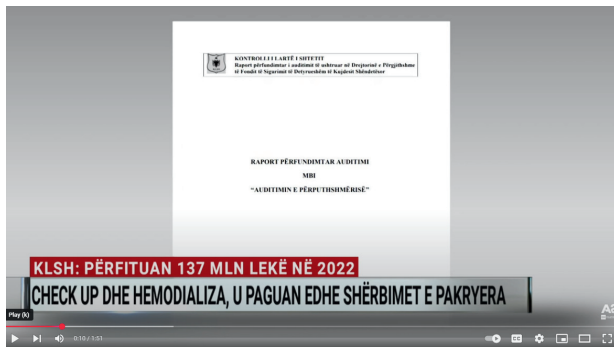 KONTROLLI I LARTË I SHTETIT
Raport përfundimtar i auditimit të ushtruar në Drejtorinë e Përgjithshme
të Fondit të Sigurimit të Detyrueshëm të Kujdesit Shëndetësor
RAPORT PËRFUNDIMTAR AUDITIMI
MBI
“AUDITIMIN E PËRPUTHSHMËRISË”
KLSH: PËRFITUAN 137 MLN LEKË NË 2022
CHECK UP DHE HEMODIALIZA, U PAGUAN EDHE SHËRBIMET E PAKRYERA
Play (k)
0:10 / 1:51